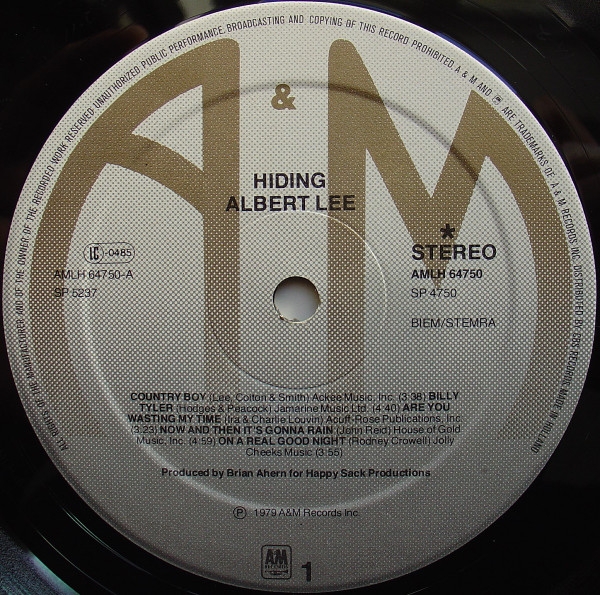 ALL RIGHTS OF THE MANUFACTURER AND OF THE OWNER OF THE RECORDED WORK RESERVED UNAUTHORIZED PUBLIC PERFORMANCE, BROADCASTING AND COPYING OF THIS RECORD PROHIBITED. A & M AND ARE TRADEMARKS OF A & M RECORDS INC. DISTRIBUTED BY CBS RECORDS. MADE IN HOLLAND
A & M
HIDING
ALBERT LEE
*
LC-0485
STEREO
AMLH 64750-A
AMLH 64750
SP 5237
SP 4750
BIEM/STEMRA
COUNTRY BOY (Lee, Colton & Smith) Ackee Music, Inc. (3:36) BILLY
TYLER (Hodges & Peacock) Jamarine Music Ltd. (4:40) ARE YOU
WASTING MY TIME (Ira & Charlie Louvin) Acuff-Rose Publications, Inc.
(3:23) NOW AND THEN IT'S GONNA RAIN (John Reid) House of Gold
Music, Inc. (4:59) ON A REAL GOOD NIGHT (Rodney Crowell) Jolly
Cheeks Music (3:55)
Produced by Brian Ahern for Happy Sack Productions
℗ 1979 A&M Records Inc.
AM
RECORDS
1